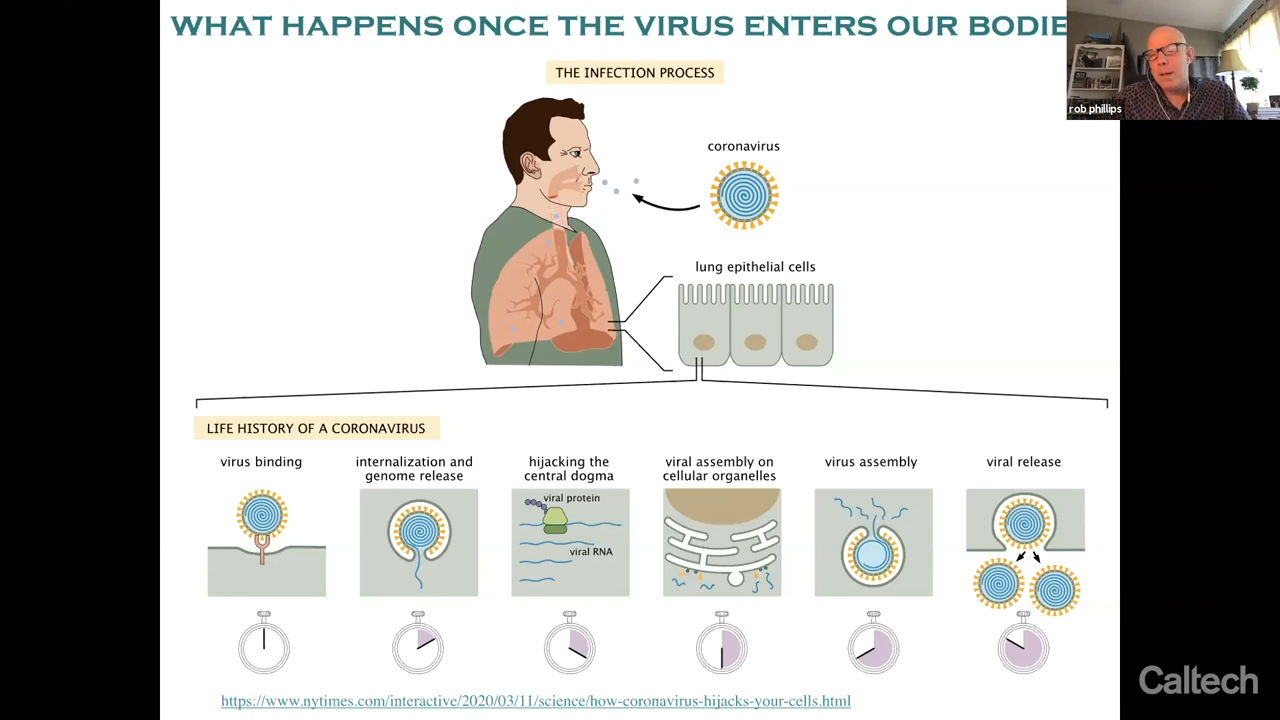 WHAT HAPPENS ONCE THE VIRUS ENTERS OUR BODIE
rob phillips
THE INFECTION PROCESS
coronavirus
lung epithelial cells
LIFE HISTORY OF A CORONAVIRUS
virus binding
internalization and
genome release
hijacking the
central dogma
viral assembly on
cellular organelles
virus assembly
viral release
viral protein
viral RNA
https://www.nytimes.com/interactive/2020/03/11/science/how-coronavirus-hijacks-your-cells.html
Caltech